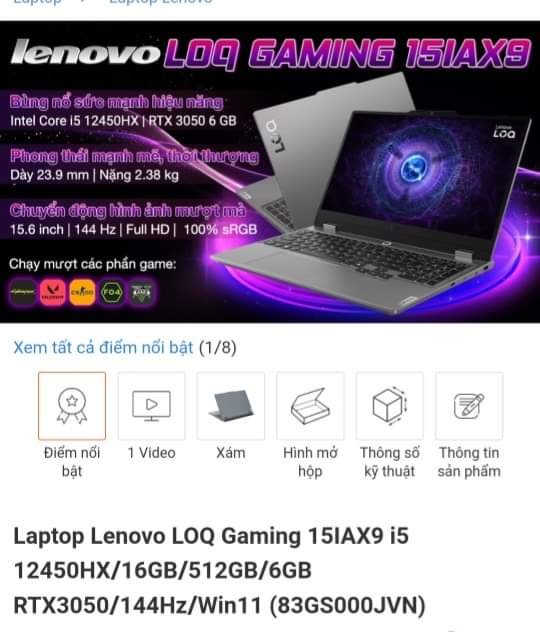 Laptop Laptop Lenovo
lenovo LOQ GAMING 15IAX9
Bùng nổ sức mạnh hiệu năng
Intel Core i5 12450HX | RTX 3050 6 GB
Phong thái mạnh mẽ, thời thượng
Dày 23.9 mm | Nặng 2.38 kg
Chuyển động hình ảnh mượt mà
15.6 inch | 144 Hz | Full HD | 100% sRGB
Chạy mượt các phần game:
Xem tất cả điểm nổi bật (1/8)
Điểm nổi bật
1 Video
Xám
Hình mở hộp
Thông số kỹ thuật
Thông tin sản phẩm
Laptop Lenovo LOQ Gaming 15IAX9 i5
12450HX/16GB/512GB/6GB
RTX3050/144Hz/Win11 (83GS000JVN)